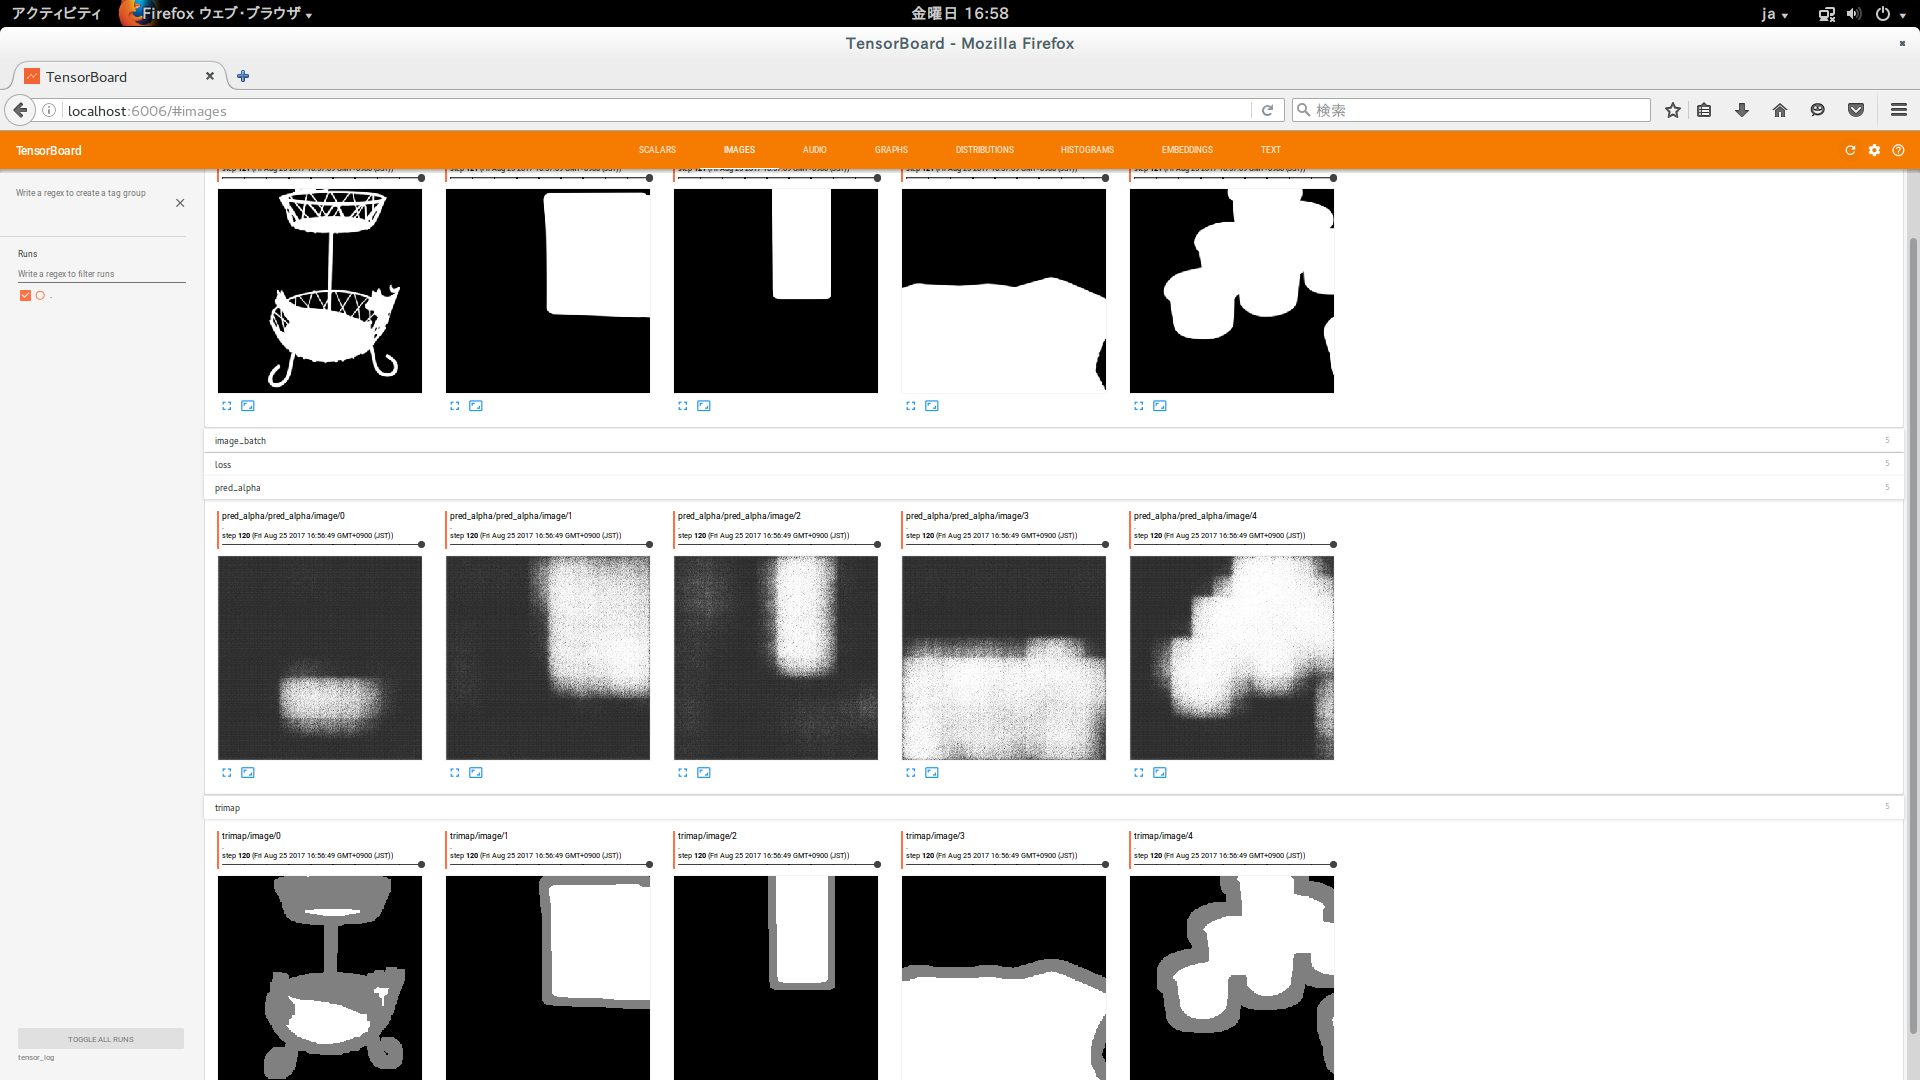 アクティビティ
Firefox ウェブ・ブラウザ
金曜日 16:58
ja
TensorBoard - Mozilla Firefox
TensorBoard
localhost:6006/#images
検索
TensorBoard
SCALARS
IMAGES
AUDIO
GRAPHS
DISTRIBUTIONS
HISTOGRAMS
EMBEDDINGS
TEXT
Write a regex to create a tag group
Runs
Write a regex to filter runs
.
image_batch
5
loss
5
pred_alpha
5
pred_alpha/pred_alpha/image/0
.
step 120 (Fri Aug 25 2017 16:56:49 GMT+0900 (JST))
pred_alpha/pred_alpha/image/1
.
step 120 (Fri Aug 25 2017 16:56:49 GMT+0900 (JST))
pred_alpha/pred_alpha/image/2
.
step 120 (Fri Aug 25 2017 16:56:49 GMT+0900 (JST))
pred_alpha/pred_alpha/image/3
.
step 120 (Fri Aug 25 2017 16:56:49 GMT+0900 (JST))
pred_alpha/pred_alpha/image/4
.
step 120 (Fri Aug 25 2017 16:56:49 GMT+0900 (JST))
trimap
5
trimap/image/0
.
step 120 (Fri Aug 25 2017 16:56:49 GMT+0900 (JST))
trimap/image/1
.
step 120 (Fri Aug 25 2017 16:56:49 GMT+0900 (JST))
trimap/image/2
.
step 120 (Fri Aug 25 2017 16:56:49 GMT+0900 (JST))
trimap/image/3
.
step 120 (Fri Aug 25 2017 16:56:49 GMT+0900 (JST))
trimap/image/4
.
step 120 (Fri Aug 25 2017 16:56:49 GMT+0900 (JST))
TOGGLE ALL RUNS
tensor_log